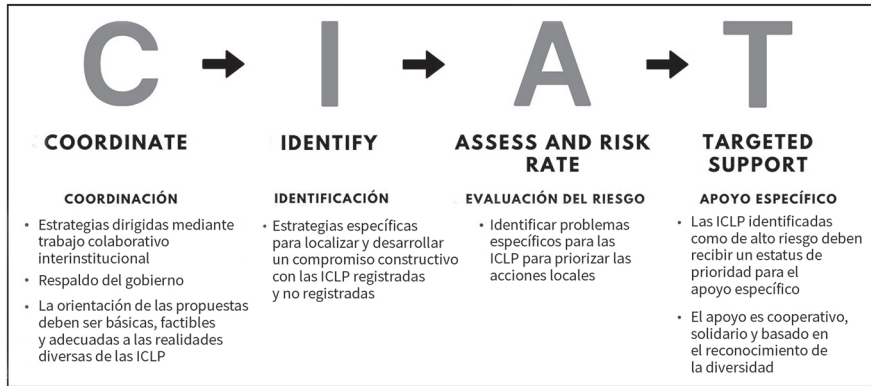 C
I
A
T
COORDINATE
IDENTIFY
ASSESS AND RISK
RATE
TARGETED
SUPPORT
COORDINACIÓN
• Estrategias dirigidas mediante
trabajo colaborativo
interinstitucional
• Respaldo del gobierno
• La orientación de las propuestas
deben ser básicas, factibles
y adecuadas a las realidades
diversas de las ICLP
IDENTIFICACIÓN
• Estrategias específicas
para localizar y desarrollar
un compromiso constructivo
con las ICLP registradas
y no registradas
EVALUACIÓN DEL RIESGO
• Identificar problemas
específicos para las
ICLP para priorizar las
acciones locales
APOYO ESPECÍFICO
• Las ICLP identificadas
como de alto riesgo deben
recibir un estatus de
prioridad para el
apoyo específico
• El apoyo es cooperativo,
solidario y basado en
el reconocimiento de
la diversidad